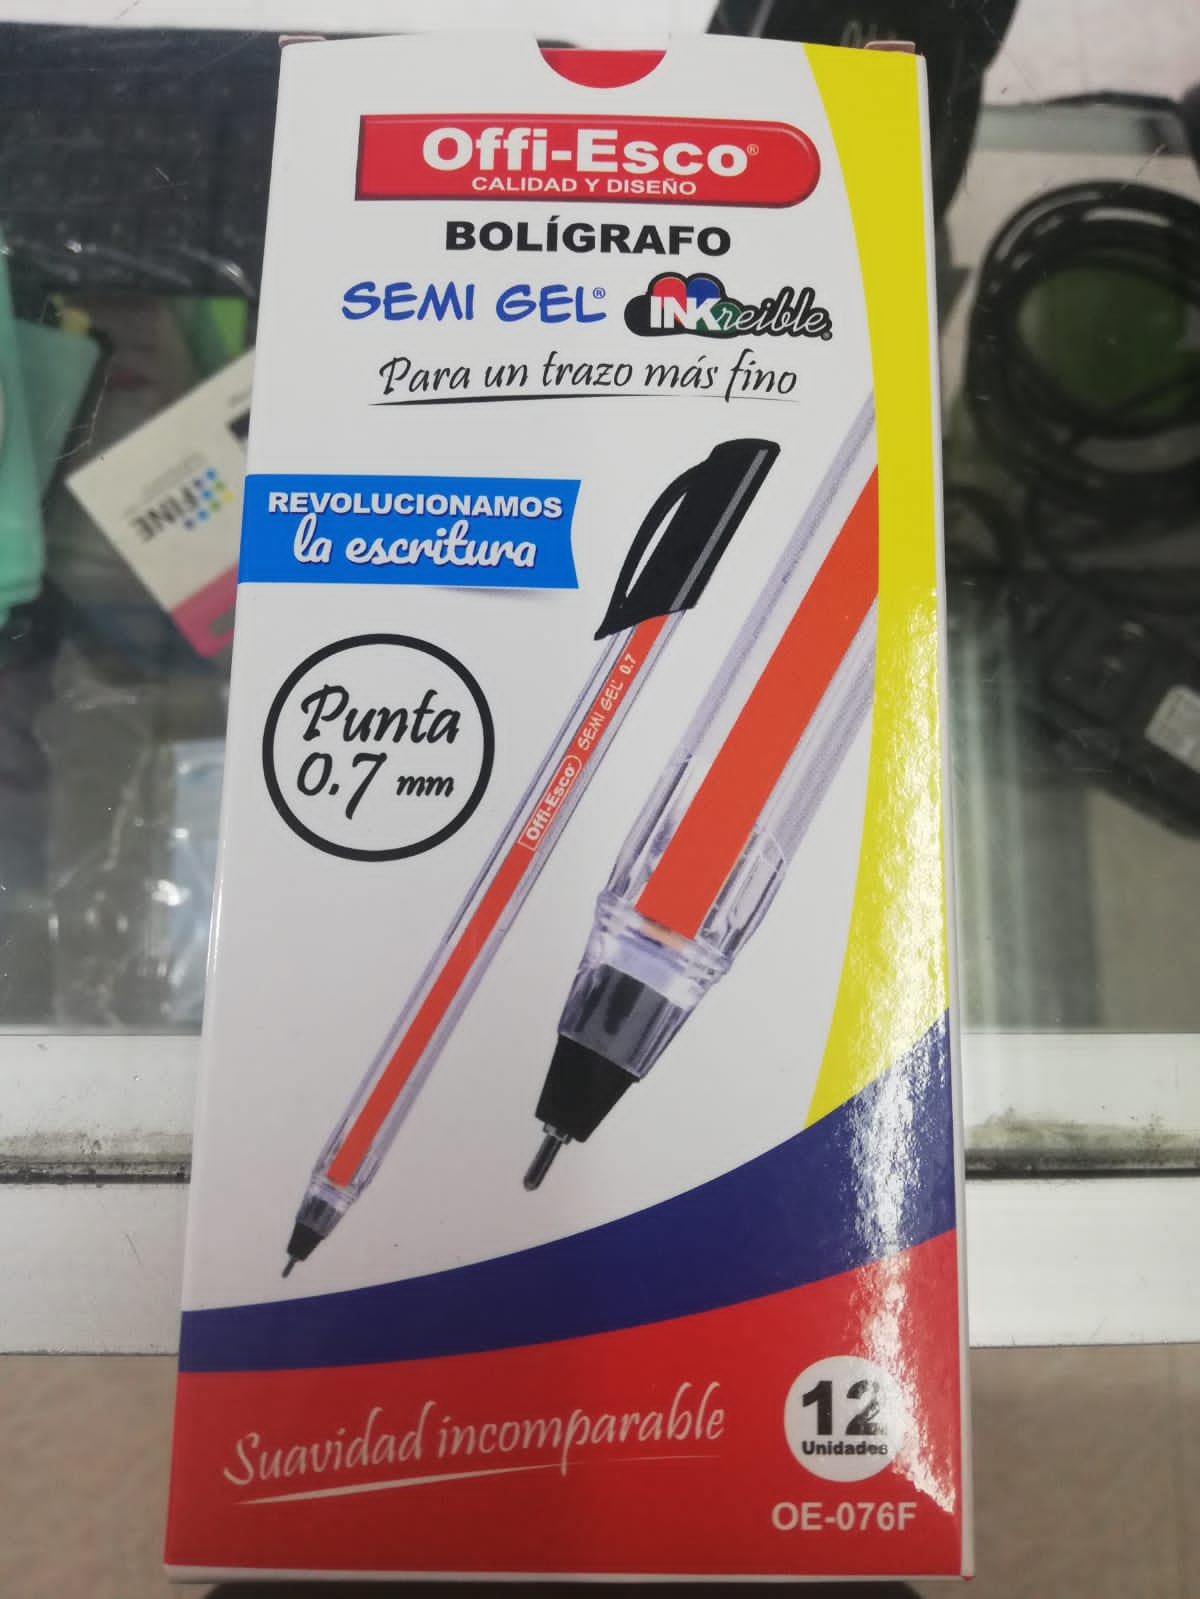 Offi-Esco®
CALIDAD Y DISEÑO
BOLÍGRAFO
SEMI GEL® INKreible®
Para un trazo más fino
REVOLUCIONAMOS
la escritura
Punta
0.7 mm
Offi-Esco® SEMI GEL® 0.7
Suavidad incomparable
12
Unidades
OE-076F
FINE